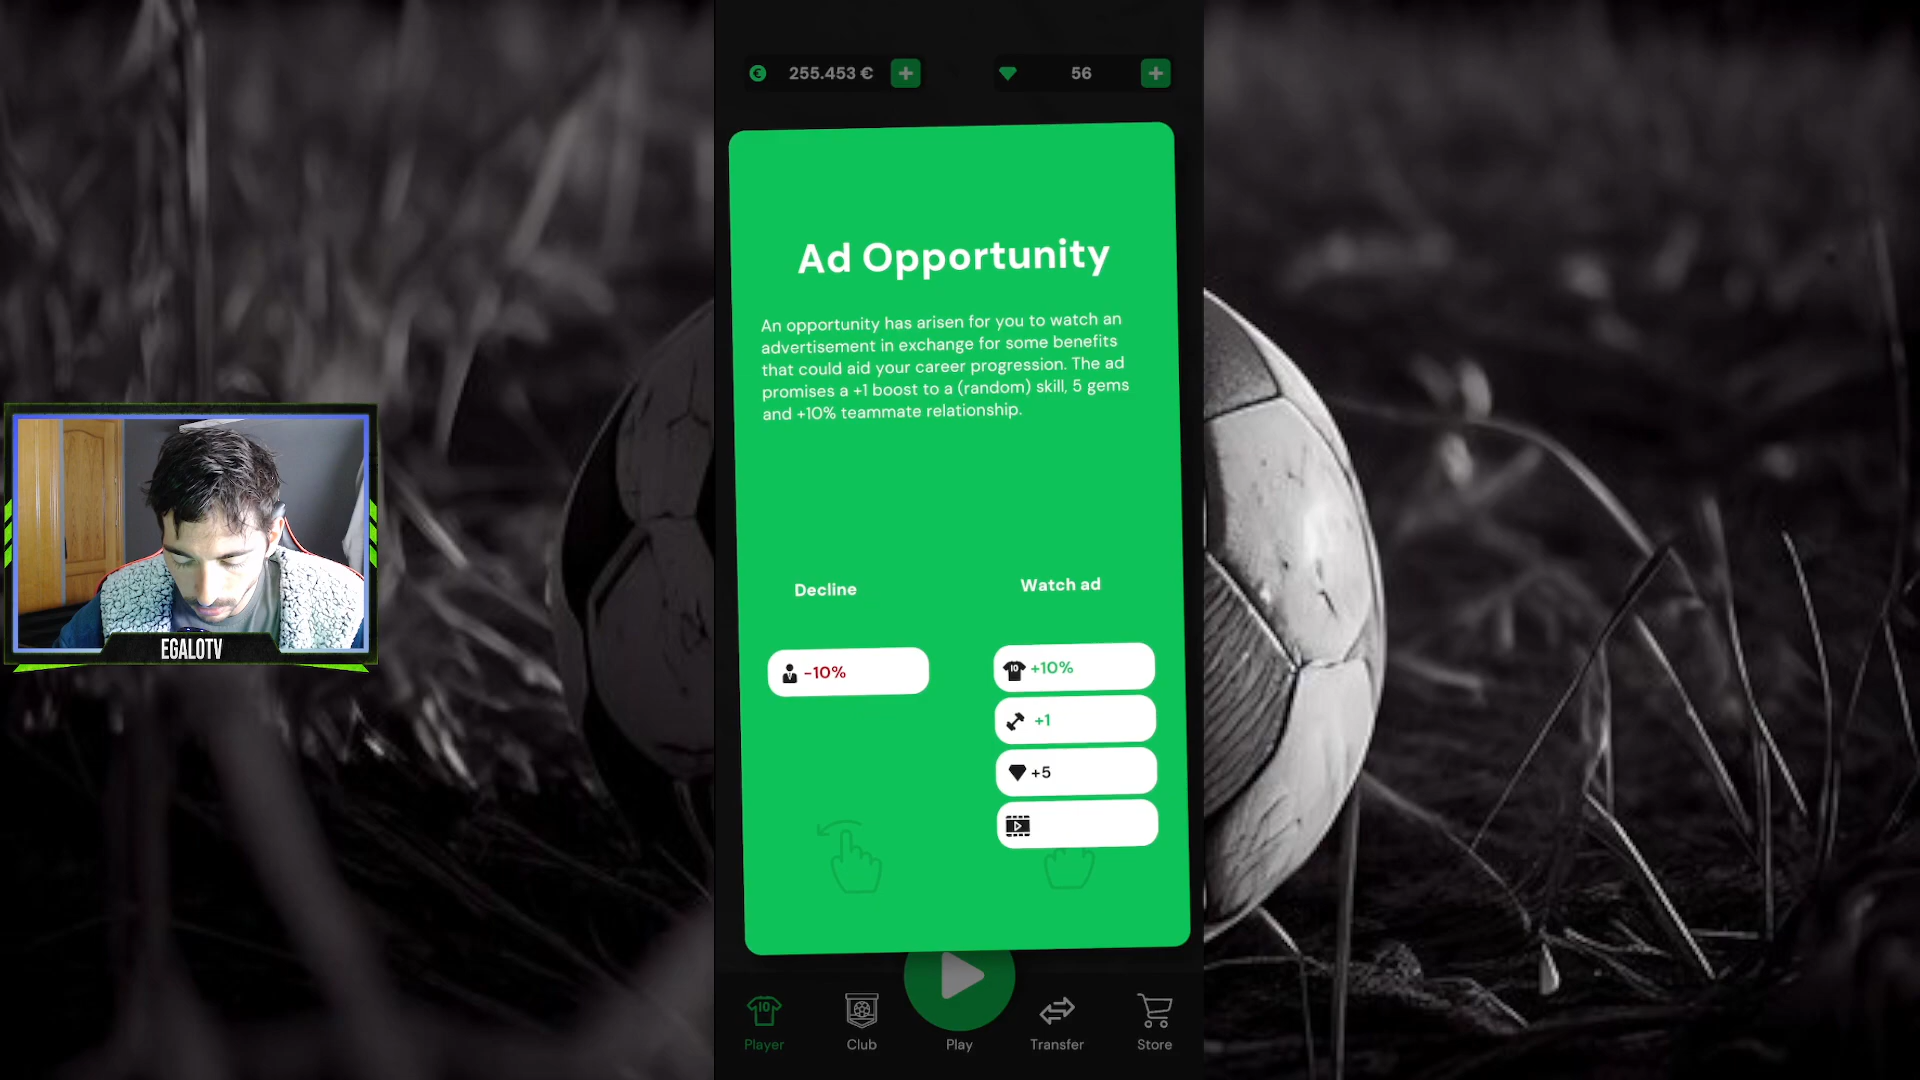 255.453 €
56
Ad Opportunity
An opportunity has arisen for you to watch an
advertisement in exchange for some benefits
that could aid your career progression. The ad
promises a +1 boost to a (random) skill, 5 gems
and +10% teammate relationship.
Decline
Watch ad
-10%
10 +10%
+1
+5
EGALOTV
10
Player
Club
Play
Transfer
Store